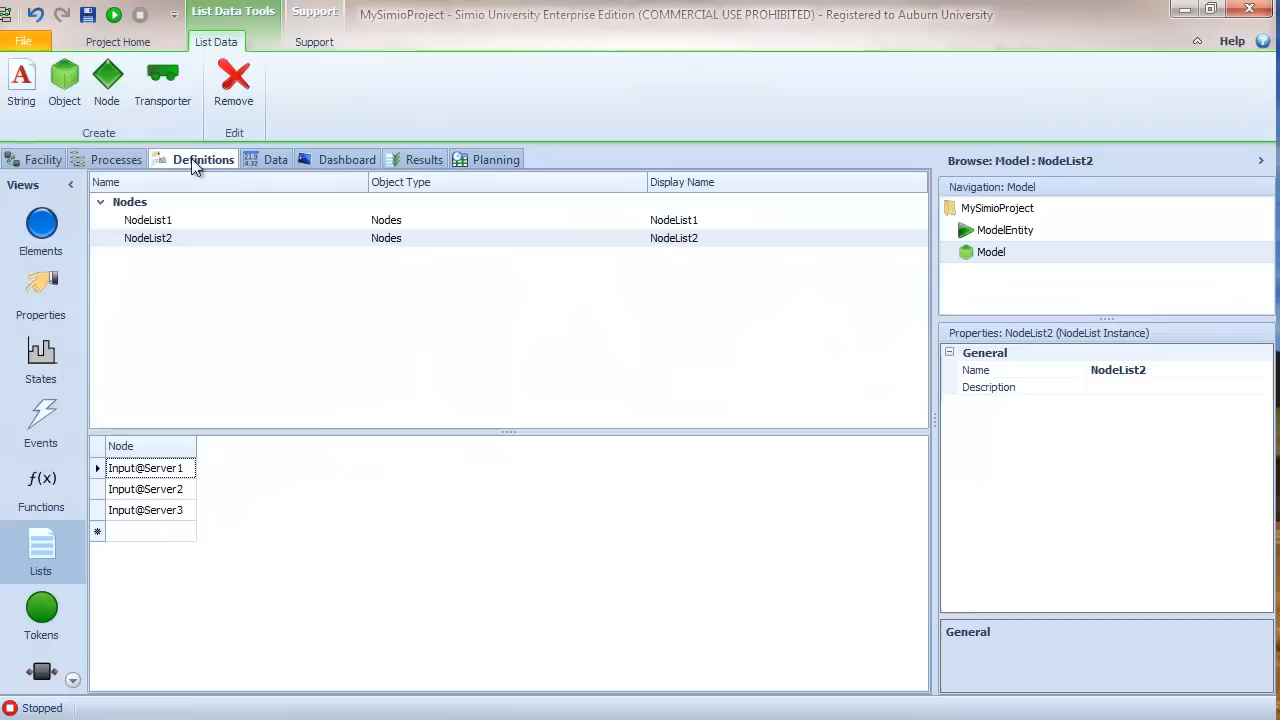 List Data Tools
Support
MySimioProject - Simio University Enterprise Edition (COMMERCIAL USE PROHIBITED) - Registered to Auburn University
File
Project Home
List Data
Support
Help
String
Object
Node
Transporter
Remove
Create
Edit
Facility
Processes
Definitions
Data
Dashboard
Results
Planning
Views
Elements
Properties
States
Events
f(x)
Functions
Lists
Tokens
Name Object Type Display Name
Nodes
NodeList1 Nodes NodeList1
NodeList2 Nodes NodeList2
Node
Input@Server1
Input@Server2
Input@Server3
Browse: Model : NodeList2
Navigation: Model
MySimioProject
ModelEntity
Model
Properties: NodeList2 (NodeList Instance)
General
Name NodeList2
Description
General
Stopped